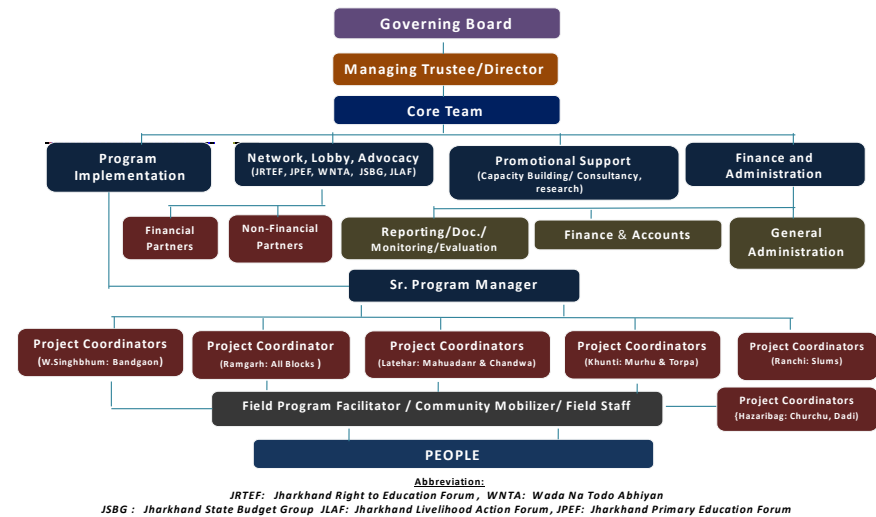 Governing Board
Managing Trustee/Director
Core Team
Program
Implementation
Network, Lobby, Advocacy
(JRTEF, JPEF, WNTA, JSBG, JLAF)
Promotional Support
(Capacity Building/ Consultancy,
research)
Finance and
Administration
Financial
Partners
Non-Financial
Partners
Reporting/Doc./
Monitoring/Evaluation
Finance & Accounts
General
Administration
Sr. Program Manager
Project Coordinators
(W.Singhbhum: Bandgaon)
Project Coordinator
(Ramgarh: All Blocks )
Project Coordinators
(Latehar: Mahuadanr & Chandwa)
Project Coordinators
(Khunti: Murhu & Torpa)
Project Coordinators
(Ranchi: Slums)
Field Program Facilitator / Community Mobilizer/ Field Staff
Project Coordinators
{Hazaribag: Churchu, Dadi)
PEOPLE
Abbreviation:
JRTEF: Jharkhand Right to Education Forum , WNTA: Wada Na Todo Abhiyan
JSBG : Jharkhand State Budget Group JLAF: Jharkhand Livelihood Action Forum , JPEF: Jharkhand Primary Education Forum